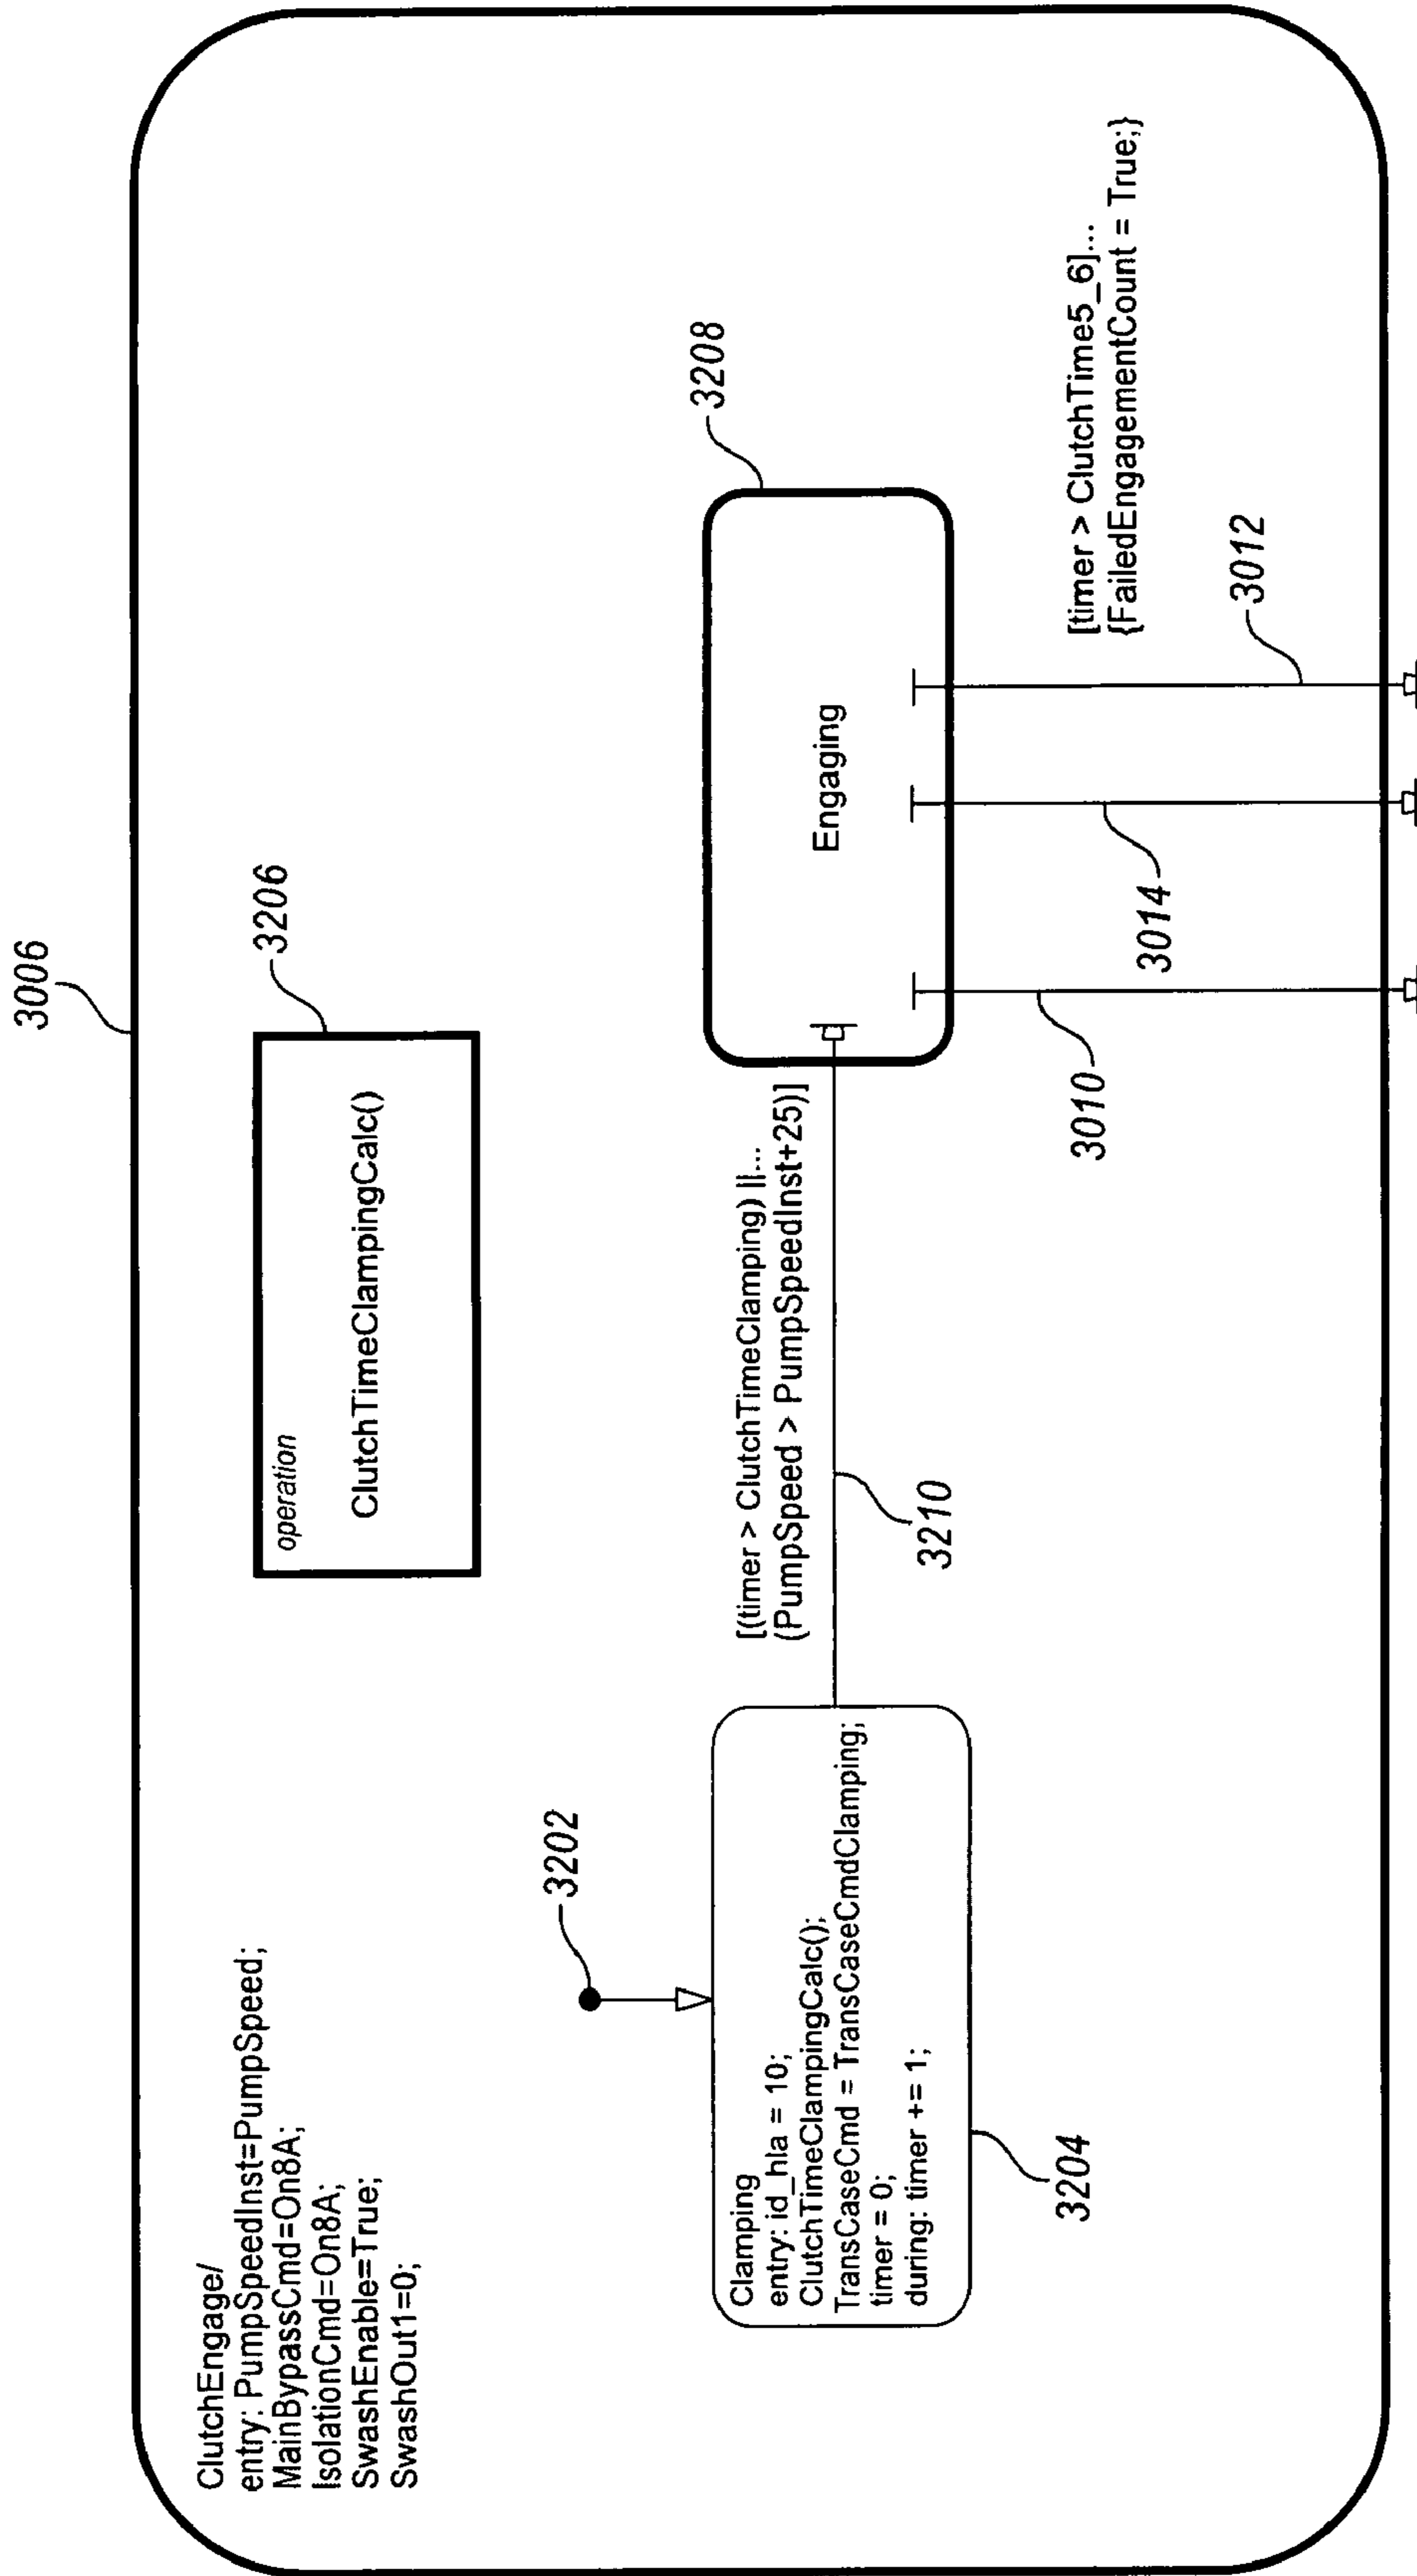 3006
ClutchEngage/
entry: PumpSpeedInst=PumpSpeed;
MainBypassCmd=On8A;
IsolationCmd=On8A;
SwashEnable=True;
SwashOut1=0;
operation
ClutchTimeClampingCalc()
3206
3202
Clamping
entry: id_hla = 10;
ClutchTimeClampingCalc();
TransCaseCmd = TransCaseCmdClamping;
timer = 0;
during: timer += 1;
3204
[(timer > ClutchTimeClamping) ||...
(PumpSpeed > PumpSpeedInst+25)]
3210
Engaging
3208
3010
3014
3012
[timer > ClutchTime5_6]...
{FailedEngagementCount = True;}